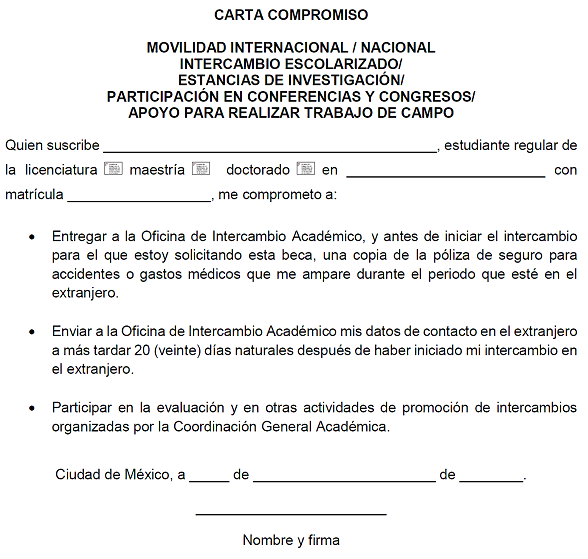 CARTA COMPROMISO
MOVILIDAD INTERNACIONAL / NACIONAL
INTERCAMBIO ESCOLARIZADO/
ESTANCIAS DE INVESTIGACIÓN/
PARTICIPACIÓN EN CONFERENCIAS Y CONGRESOS/
APOYO PARA REALIZAR TRABAJO DE CAMPO
Quien suscribe ________________________________________, estudiante regular de
la licenciatura maestría doctorado en ________________________ con
matrícula _________________, me comprometo a:
• Entregar a la Oficina de Intercambio Académico, y antes de iniciar el intercambio
para el que estoy solicitando esta beca, una copia de la póliza de seguro para
accidentes o gastos médicos que me ampare durante el periodo que esté en el
extranjero.
• Enviar a la Oficina de Intercambio Académico mis datos de contacto en el extranjero
a más tardar 20 (veinte) días naturales después de haber iniciado mi intercambio en
el extranjero.
• Participar en la evaluación y en otras actividades de promoción de intercambios
organizadas por la Coordinación General Académica.
Ciudad de México, a _____ de ______________________ de ________.
_______________________
Nombre y firma